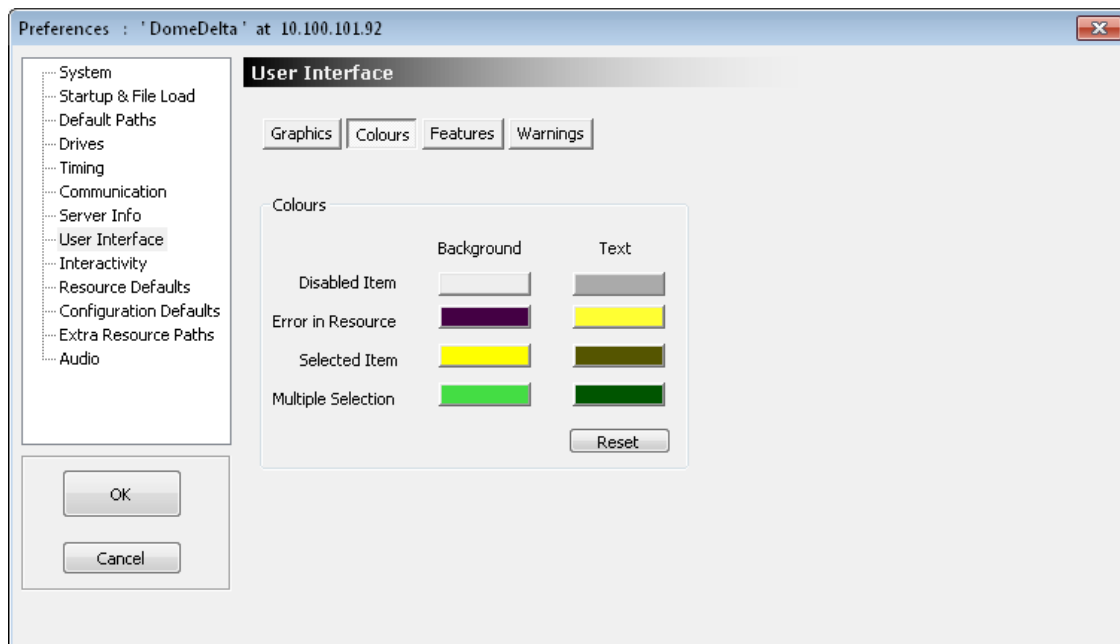 Preferences : ' DomeDelta ' at 10.100.101.92
System
Startup & File Load
Default Paths
Drives
Timing
Communication
Server Info
User Interface
Interactivity
Resource Defaults
Configuration Defaults
Extra Resource Paths
Audio
OK
Cancel
User Interface
Graphics Colours Features Warnings
Colours
Background Text
Disabled Item
Error in Resource
Selected Item
Multiple Selection
Reset